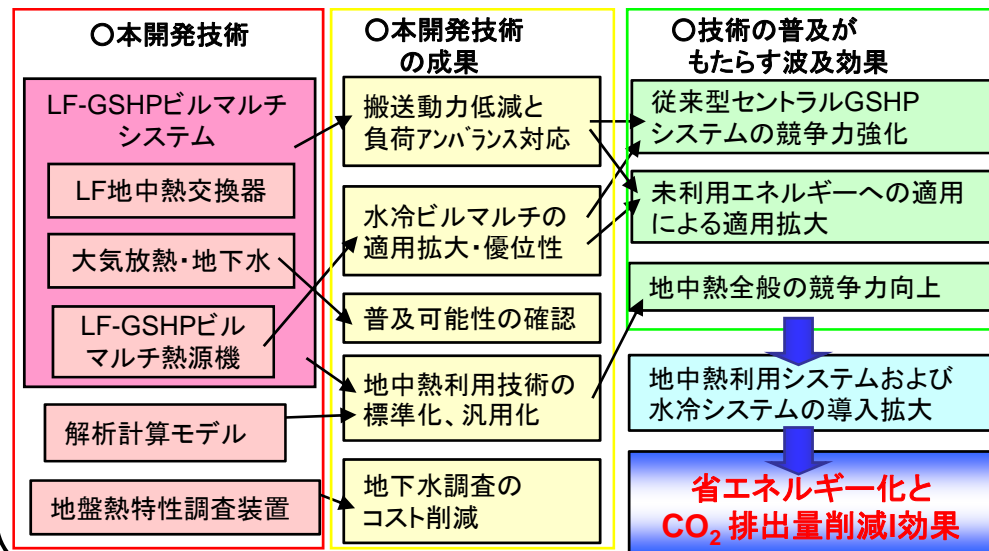 〇本開発技術
LF-GSHPビルマルチ
システム
LF地中熱交換器
大気放熱・地下水
LF-GSHPビル
マルチ熱源機
解析計算モデル
地盤熱特性調査装置
〇本開発技術
の成果
搬送動力低減と
負荷アンバランス対応
水冷ビルマルチの
適用拡大・優位性
普及可能性の確認
地中熱利用技術の
標準化、汎用化
地下水調査の
コスト削減
〇技術の普及が
もたらす波及効果
従来型セントラルGSHP
システムの競争力強化
未利用エネルギーへの適用
による適用拡大
地中熱全般の競争力向上
地中熱利用システムおよび
水冷システムの導入拡大
省エネルギー化と
CO₂排出量削減l効果